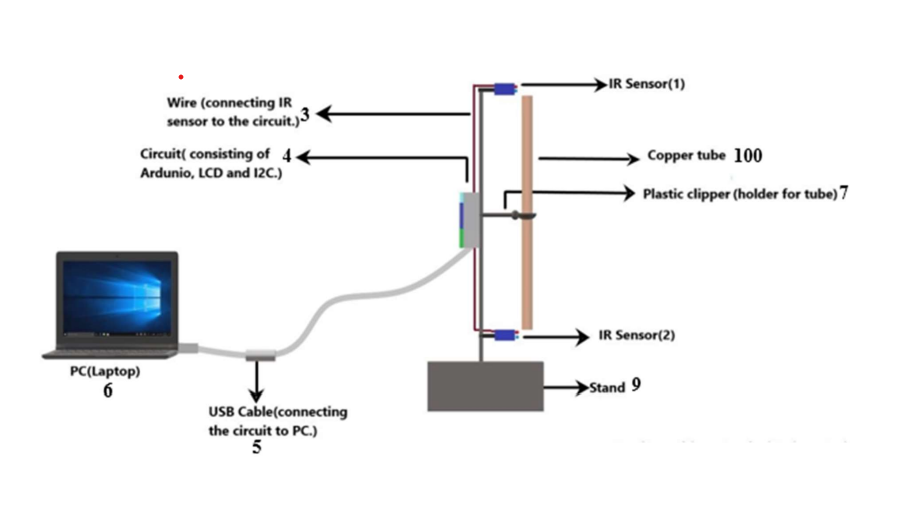 IR Sensor(1)
Wire (connecting IR
sensor to the circuit.)3
Circuit( consisting of 4
Ardunio, LCD and I2C.)
Copper tube 100
Plastic clipper (holder for tube) 7
IR Sensor(2)
PC(Laptop)
6
Stand 9
USB Cable(connecting
the circuit to PC.)
5